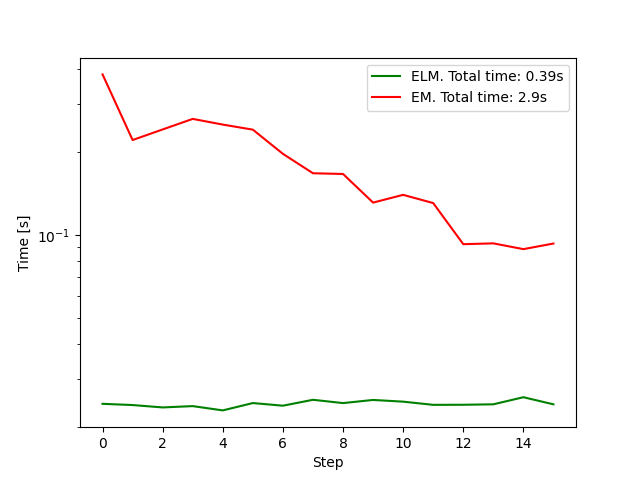 ELM. Total time: 0.39s
EM. Total time: 2.9s
Time [s]
10⁻¹
0 2 4 6 8 10 12 14
Step